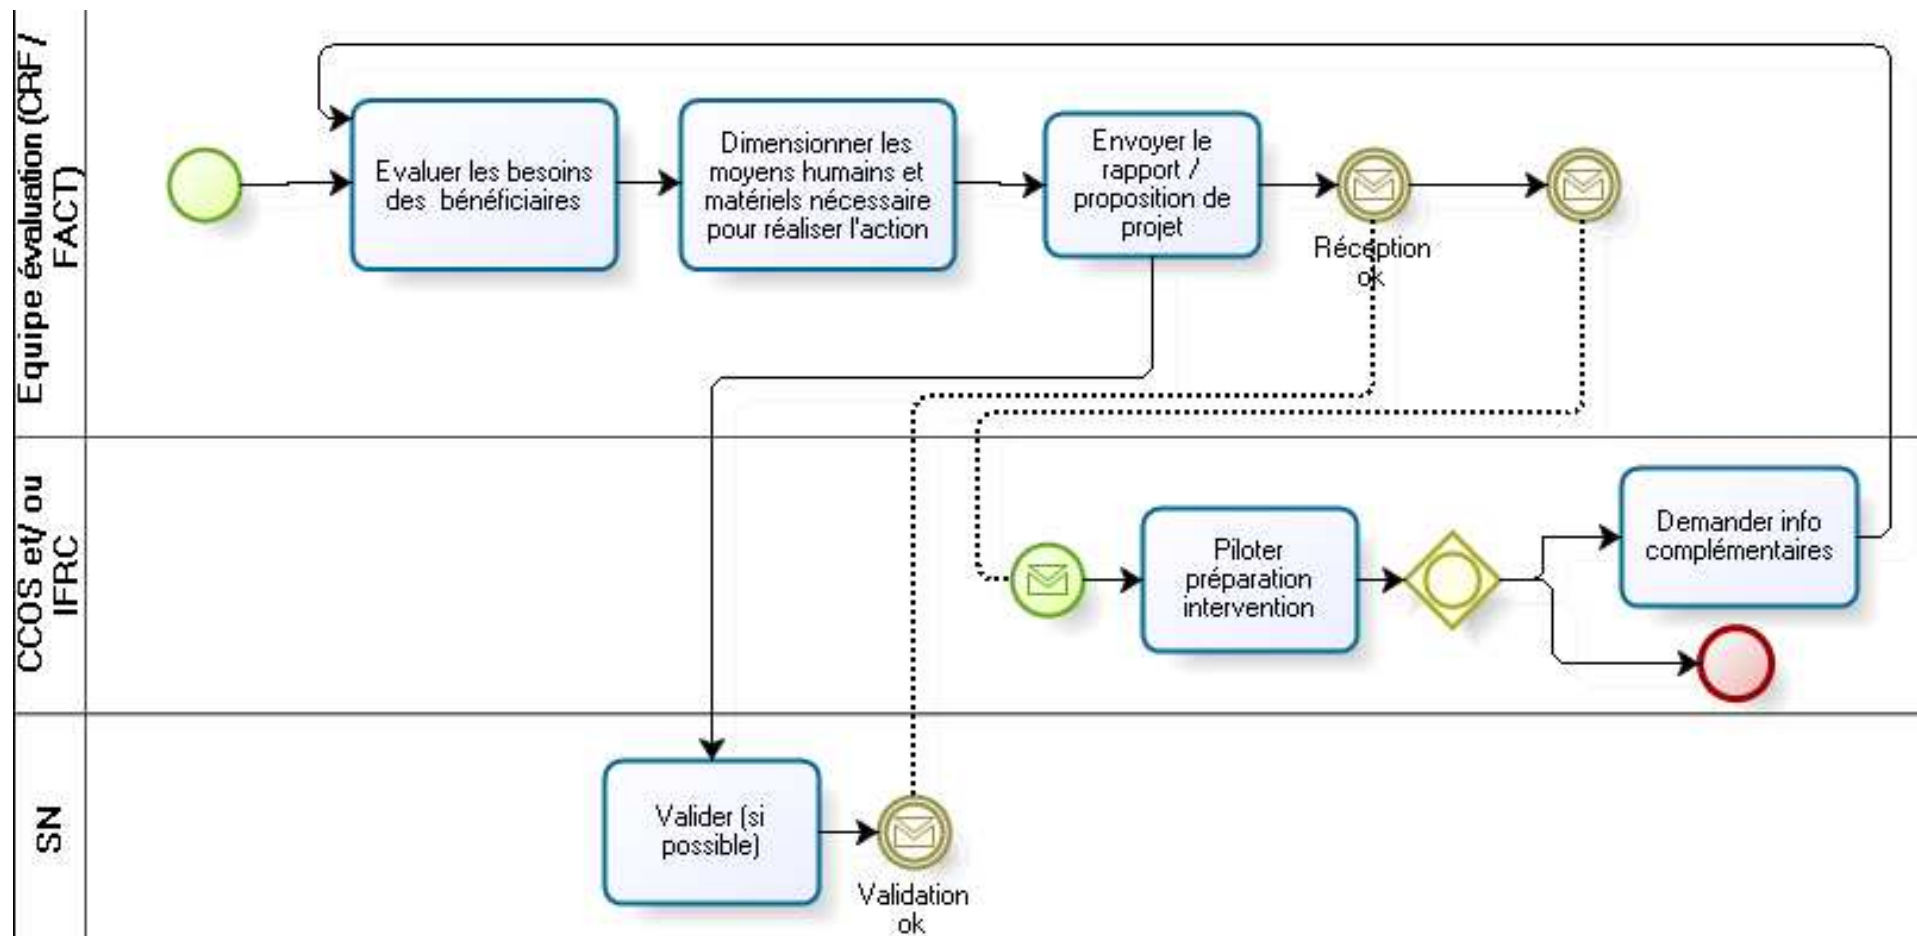 Equipe évaluation (CRF /
FACT)
Evaluer les besoins
des bénéficiaires
Dimensionner les
moyens humains et
matériels nécessaire
pour réaliser l'action
Envoyer le
rapport /
proposition de
projet
Réception
ok
CCOS et/ ou
IFRC
Piloter
préparation
intervention
Demander info
complémentaires
SN
Valider (si
possible)
Validation
ok